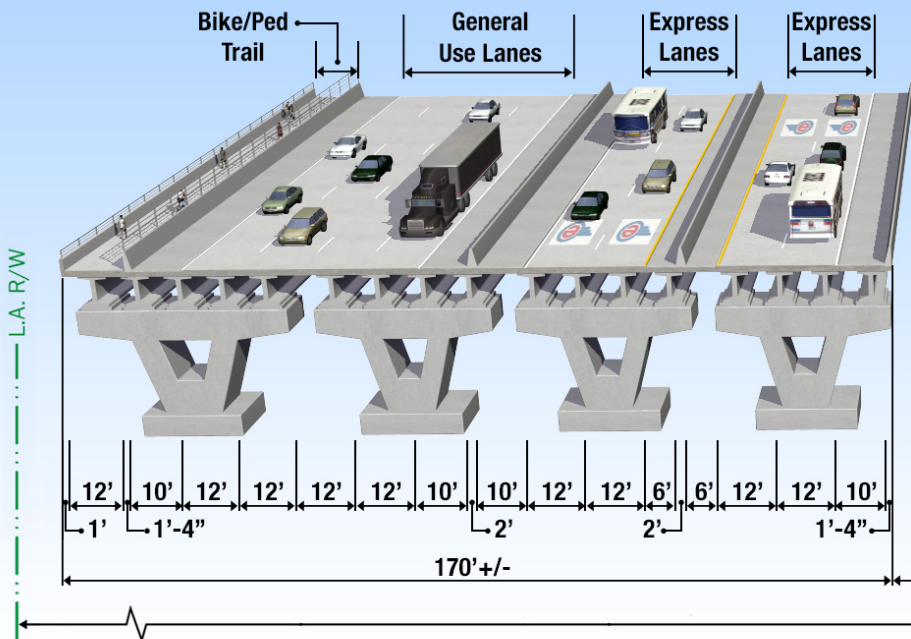 Bike/Ped
Trail
General
Use Lanes
Express
Lanes
Express
Lanes
L.A. R/W
12' 10' 12' 12' 12' 12' 10' 10' 12' 12' 6' 6' 12' 12' 10'
1' 1'-4" 2' 2' 1'-4"
170'+/-